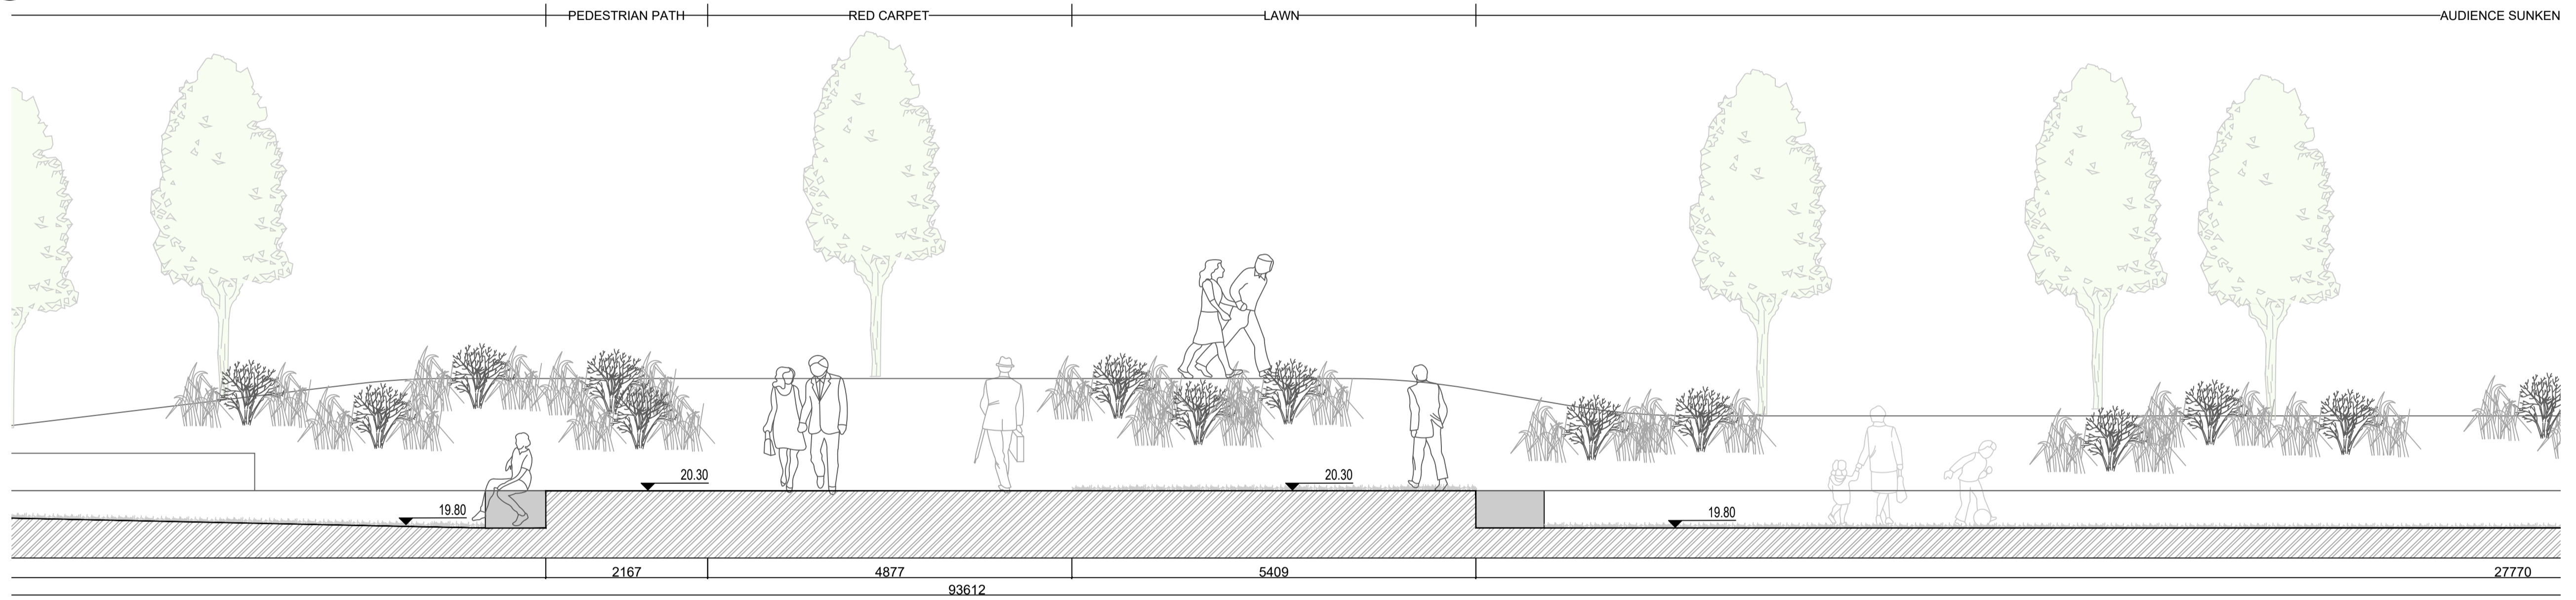 PEDESTRIAN PATH
RED CARPET
LAWN
AUDIENCE SUNKEN
20.30
20.30
19.80
19.80
2167
4877
5409
27770
93612